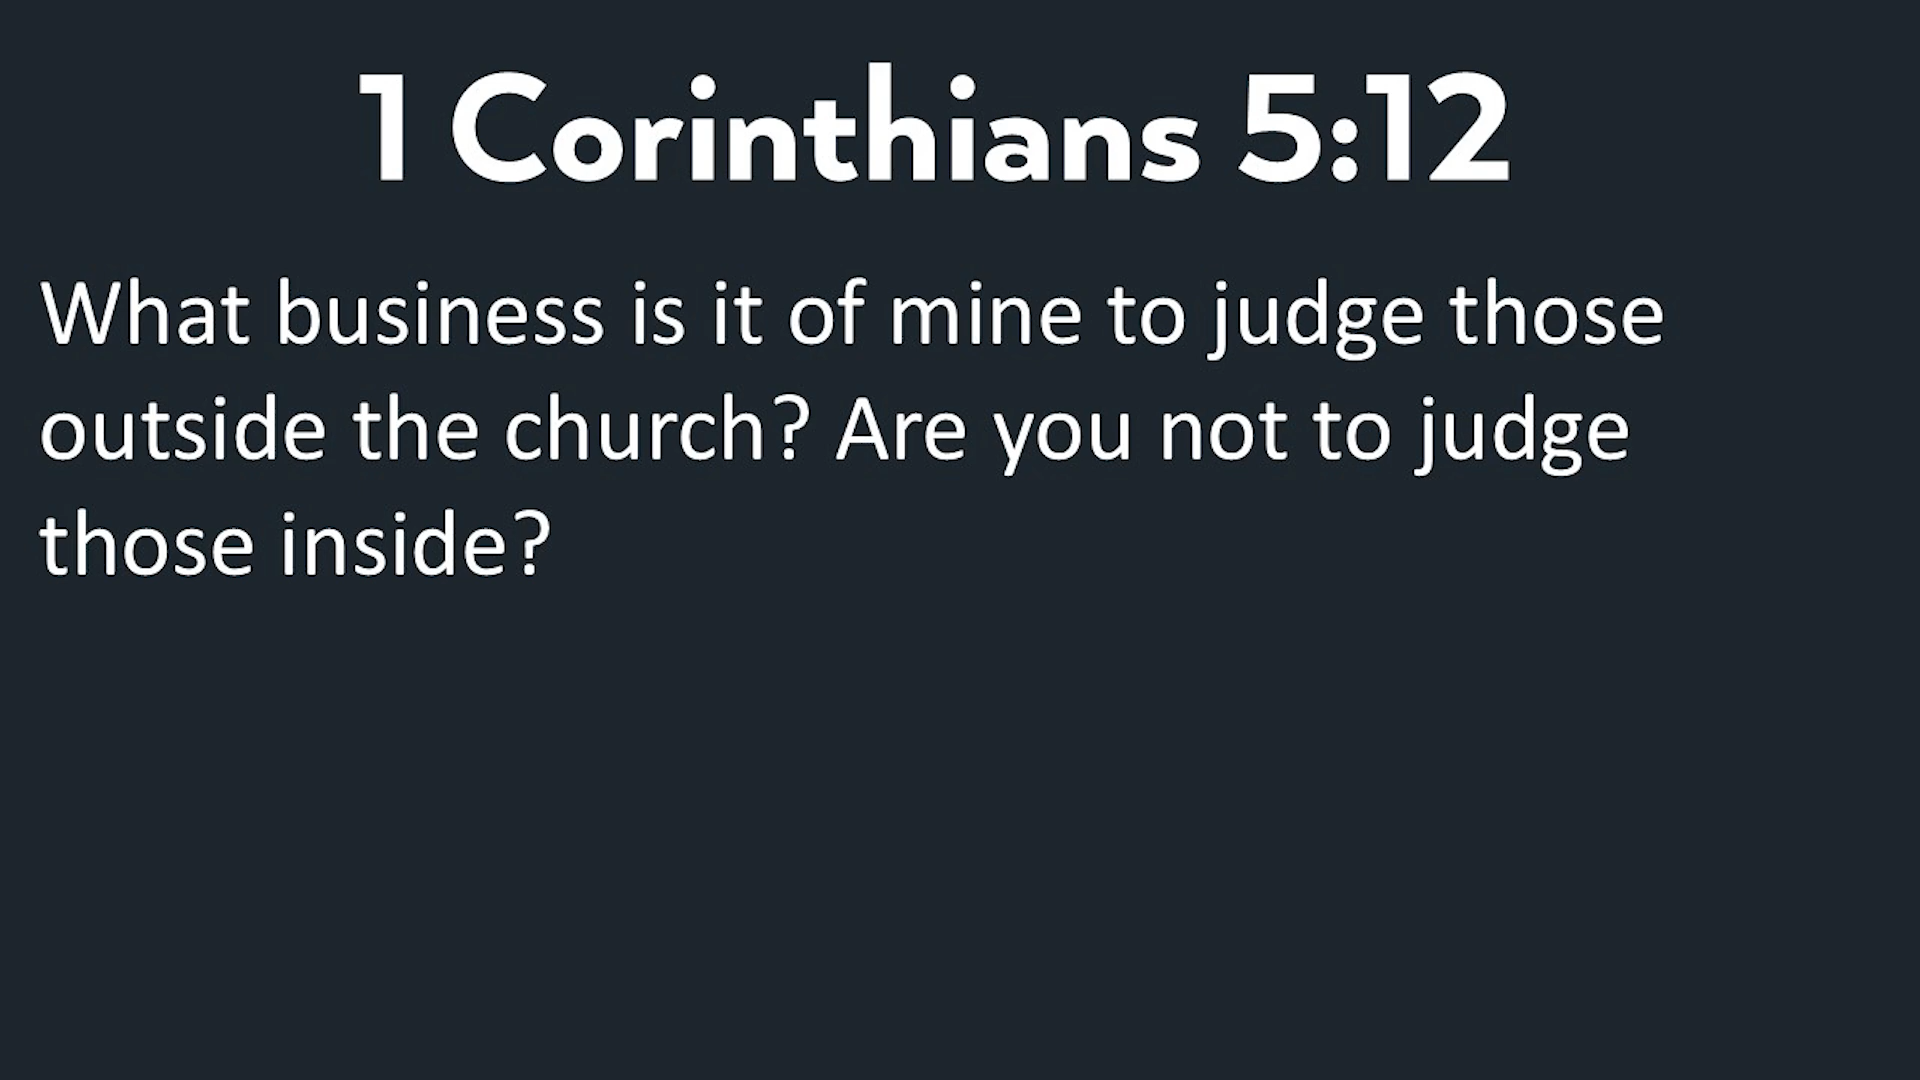 1 Corinthians 5:12
What business is it of mine to judge those
outside the church? Are you not to judge
those inside?